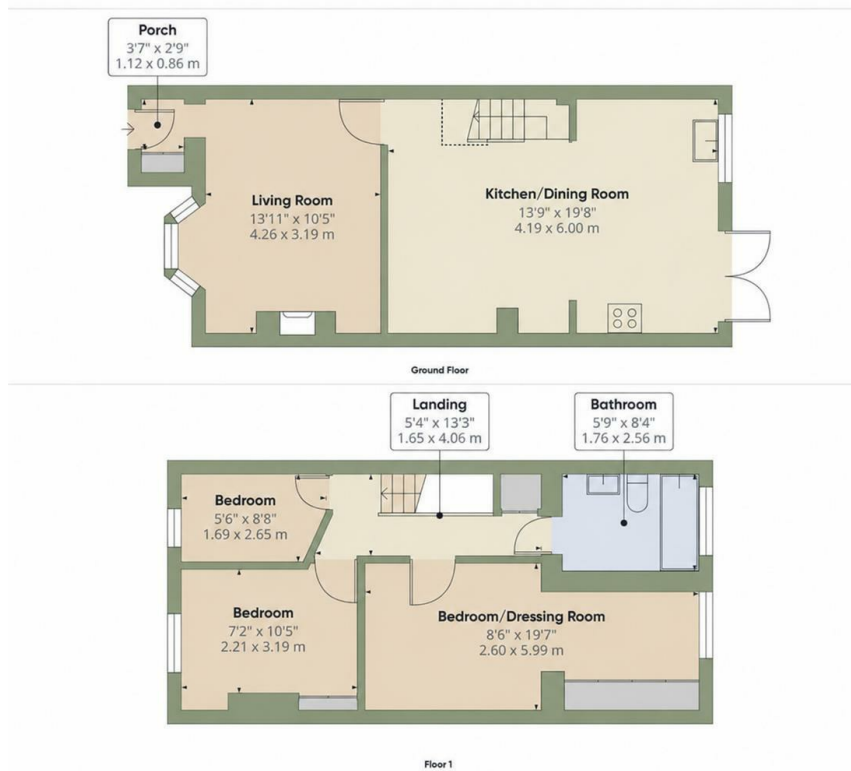 Porch
3'7" x 2'9"
1.12 x 0.86 m
Living Room
13'11" x 10'5"
4.26 x 3.19 m
Kitchen/Dining Room
13'9" x 19'8"
4.19 x 6.00 m
Ground Floor
Landing
5'4" x 13'3"
1.65 x 4.06 m
Bathroom
5'9" x 8'4"
1.76 x 2.56 m
Bedroom
5'6" x 8'8"
1.69 x 2.65 m
Bedroom
7'2" x 10'5"
2.21 x 3.19 m
Bedroom/Dressing Room
8'6" x 19'7"
2.60 x 5.99 m
Floor 1